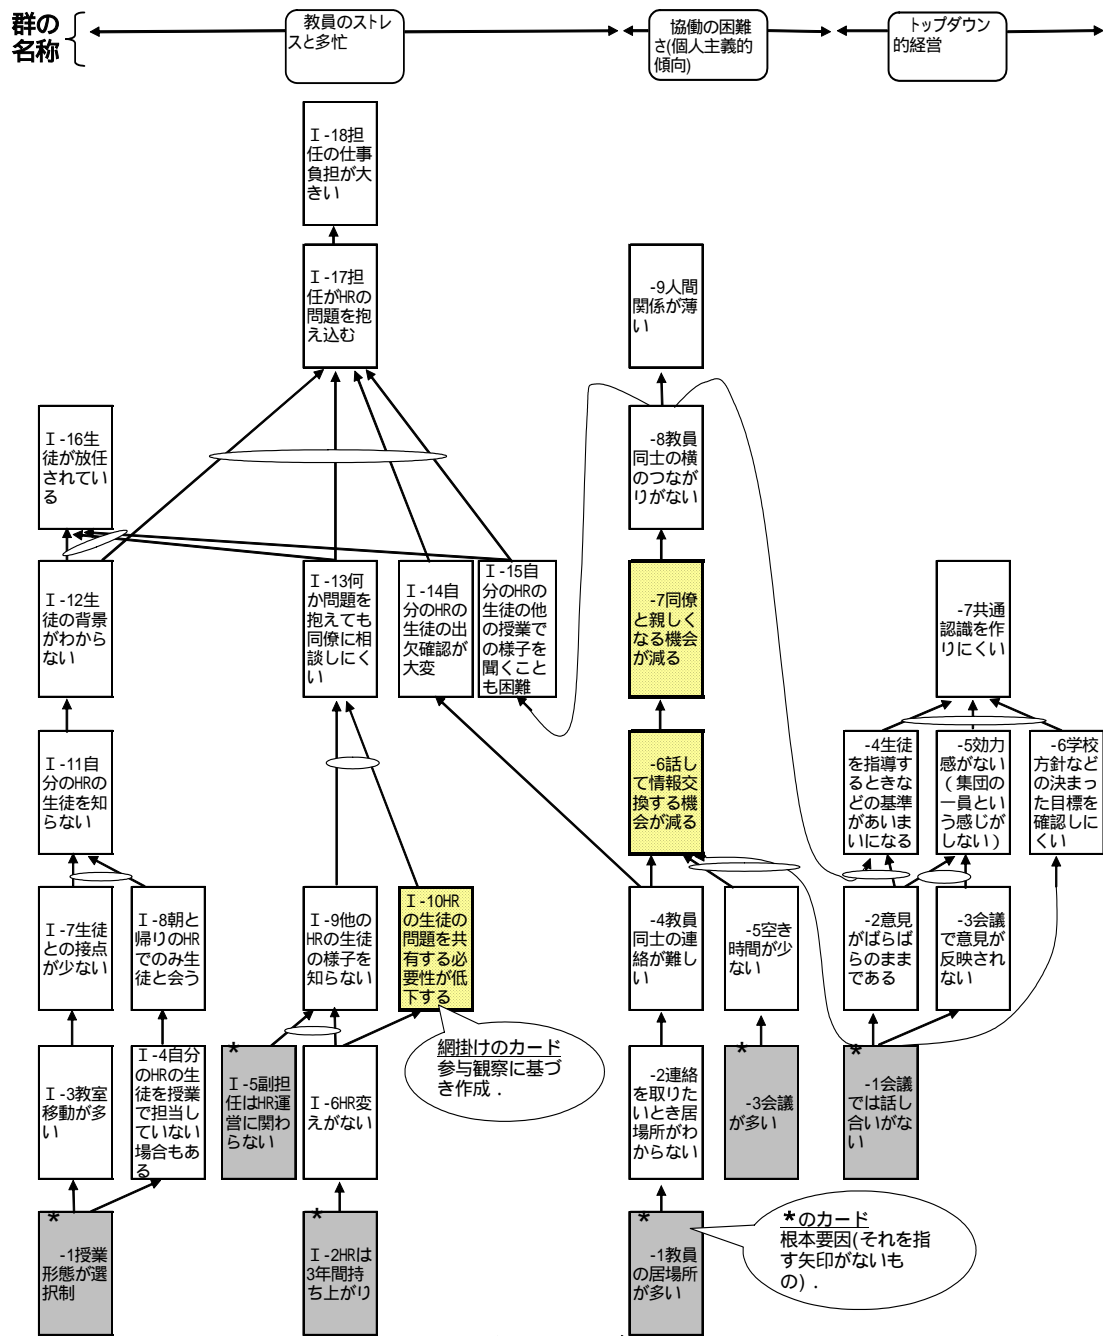 群の
名称
教員のストレ
スと多忙
協働の困難
さ(個人主義的
傾向)
トップダウン
的経営
Ⅰ-18担
任の仕事
負担が大
きい
Ⅰ-17担
任がHRの
問題を抱
え込む
-9人間
関係が薄
い
Ⅰ-16生
徒が放任
されてい
る
-8教員
同士の横
のつなが
りがない
Ⅰ-12生
徒の背景
がわから
ない
Ⅰ-13何
か問題を
抱えても
同僚に相
談しにく
い
Ⅰ-14自
分のHRの
生徒の出
欠確認が
大変
Ⅰ-15自
分のHRの
生徒の他
の授業で
の様子を
聞くこと
も困難
-7同僚
と親しく
なる機会
が減る
-7共通
認識を作
りにくい
Ⅰ-11自
分のHRの
生徒を知
らない
-6話し
て情報交
換する機
会が減る
-4生徒
を指導す
るときな
どの基準
があいま
いになる
-5効力
感がない
(集団の
一員とい
う感じが
しない)
-6学校
方針など
の決まっ
た目標を
確認しに
くい
Ⅰ-7生徒
との接点
が少ない
Ⅰ-8朝と
帰りのHR
でのみ生
徒と会う
Ⅰ-9他の
HRの生徒
の様子を
知らない
Ⅰ-10HR
の生徒の
問題を共
有する必
要性が低
下する
-4教員
同士の連
絡が難し
い
-5空き
時間が少
ない
-2意見
がばらば
らのまま
である
-3会議
で意見が
反映され
ない
網掛けのカード
参与観察に基づ
き作成.
Ⅰ-3教室
移動が多
い
Ⅰ-4自分
のHRの生
徒を授業
で担当し
ていない
場合もあ
る
*
Ⅰ-5副担
任はHR運
営に関わ
らない
Ⅰ-6HR変
えがない
-2連絡
を取りた
いとき居
場所がわ
からない
*
-3会議
が多い
*
-1会議
では話し
合いがな
い
*
-1授業
形態が選
択制
*
Ⅰ-2HRは
3年間持
ち上がり
*
-1教員
の居場所
が多い
*のカード
根本要因(それを指
す矢印がないも
の).